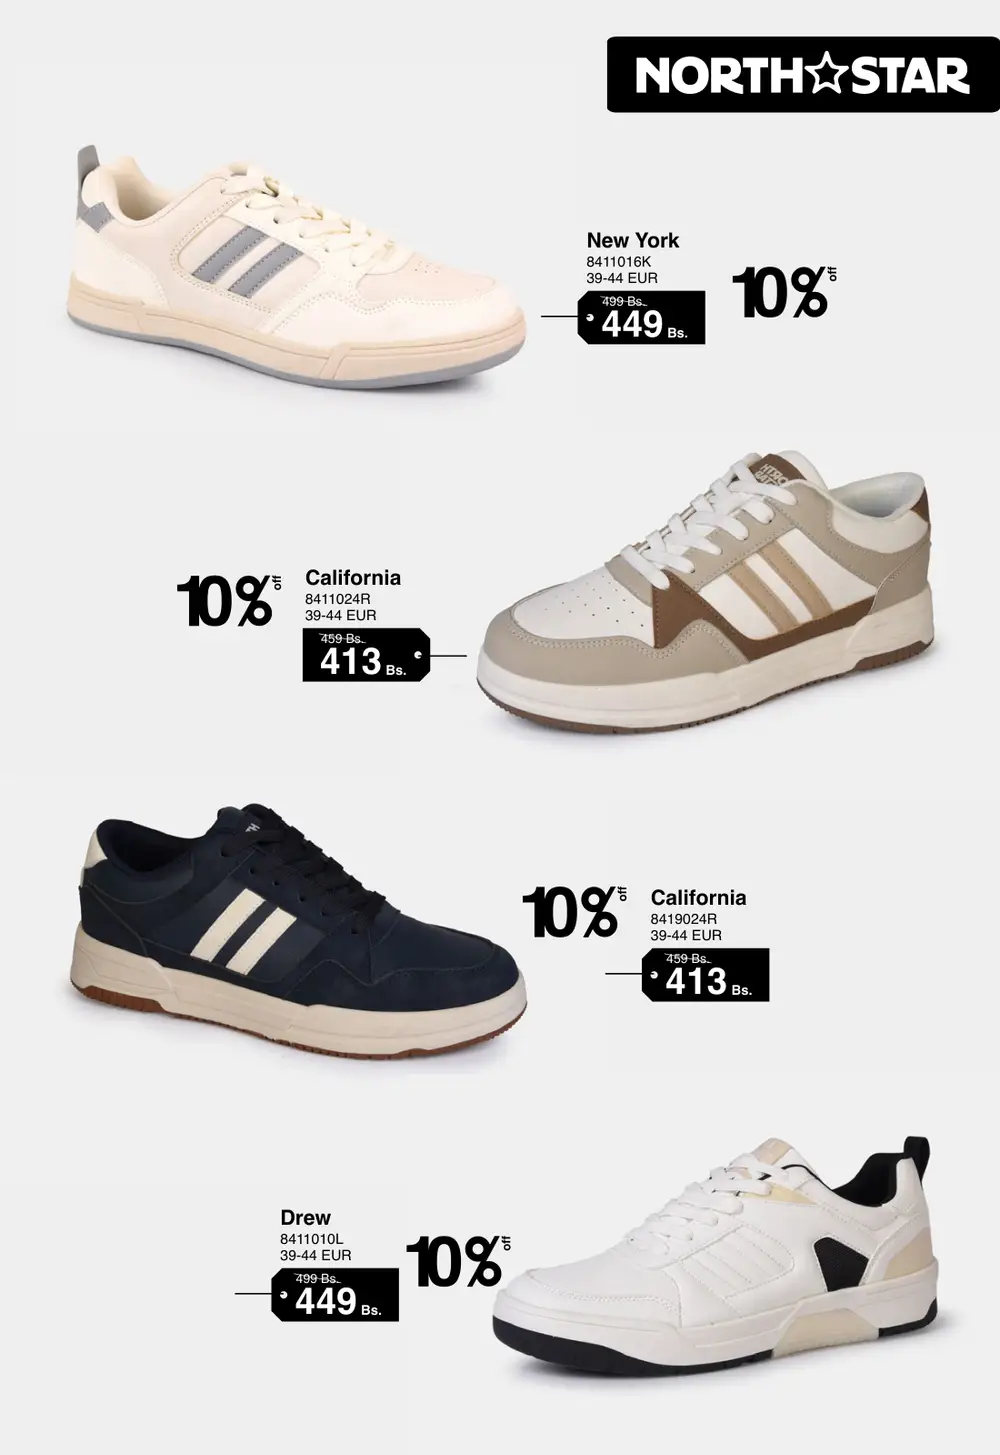 NORTH STAR
New York
8411016K
39-44 EUR
499 Bs.
449 Bs.
10% off
NORTH
STAR
10% off
California
8411024R
39-44 EUR
459 Bs.
413 Bs.
10% off
California
8419024R
39-44 EUR
459 Bs.
413 Bs.
Drew
8411010L
39-44 EUR
499 Bs.
449 Bs.
10% off